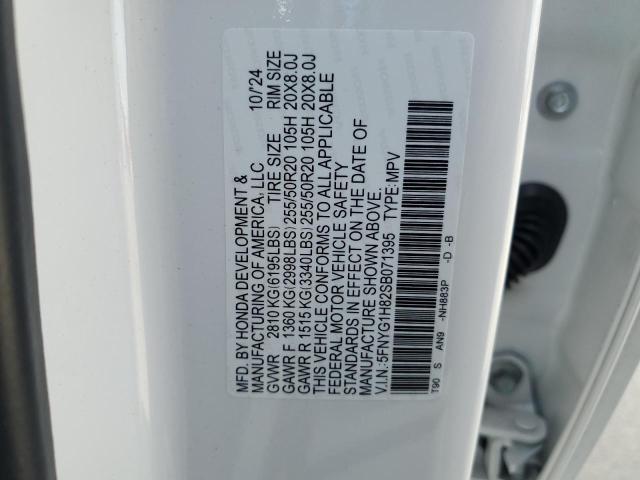 MFD. BY HONDA DEVELOPMENT &
MANUFACTURING OF AMERICA, LLC 10/'24
GVWR 2810 KG(6195LBS) TIRE SIZE RIM SIZE
GAWR F 1360 KG(2998LBS) 255/50R20 105H 20X8.0J
GAWR R 1515 KG(3340LBS) 255/50R20 105H 20X8.0J
THIS VEHICLE CONFORMS TO ALL APPLICABLE
FEDERAL MOTOR VEHICLE SAFETY
STANDARDS IN EFFECT ON THE DATE OF
MANUFACTURE SHOWN ABOVE.
V.I.N.:5FNYG1H82SB071395 TYPE:MPV
T90 S AN9 -NH883P -D -B